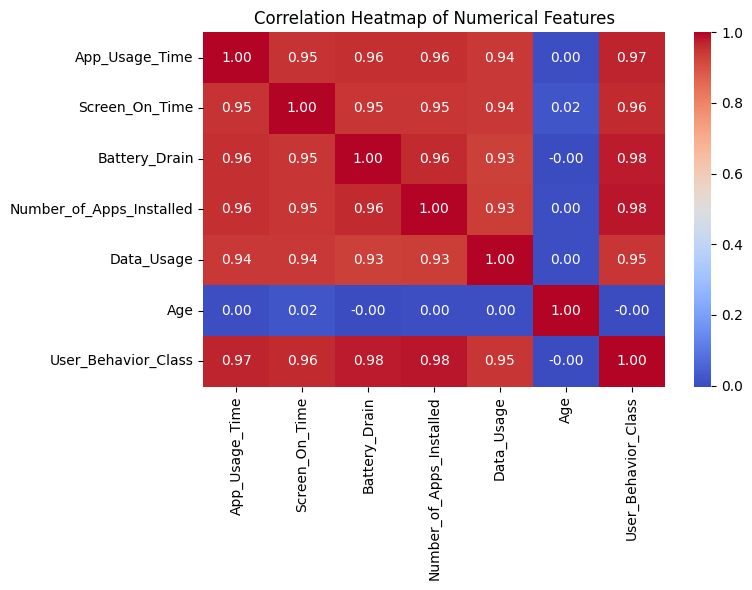 Correlation Heatmap of Numerical Features
App_Usage_Time 1.00 0.95 0.96 0.96 0.94 0.00 0.97
Screen_On_Time 0.95 1.00 0.95 0.95 0.94 0.02 0.96
Battery_Drain 0.96 0.95 1.00 0.96 0.93 -0.00 0.98
Number_of_Apps_Installed 0.96 0.95 0.96 1.00 0.93 0.00 0.98
Data_Usage 0.94 0.94 0.93 0.93 1.00 0.00 0.95
Age 0.00 0.02 -0.00 0.00 0.00 1.00 -0.00
User_Behavior_Class 0.97 0.96 0.98 0.98 0.95 -0.00 1.00
App_Usage_Time
Screen_On_Time
Battery_Drain
Number_of_Apps_Installed
Data_Usage
Age
User_Behavior_Class
1.0
0.8
0.6
0.4
0.2
0.0